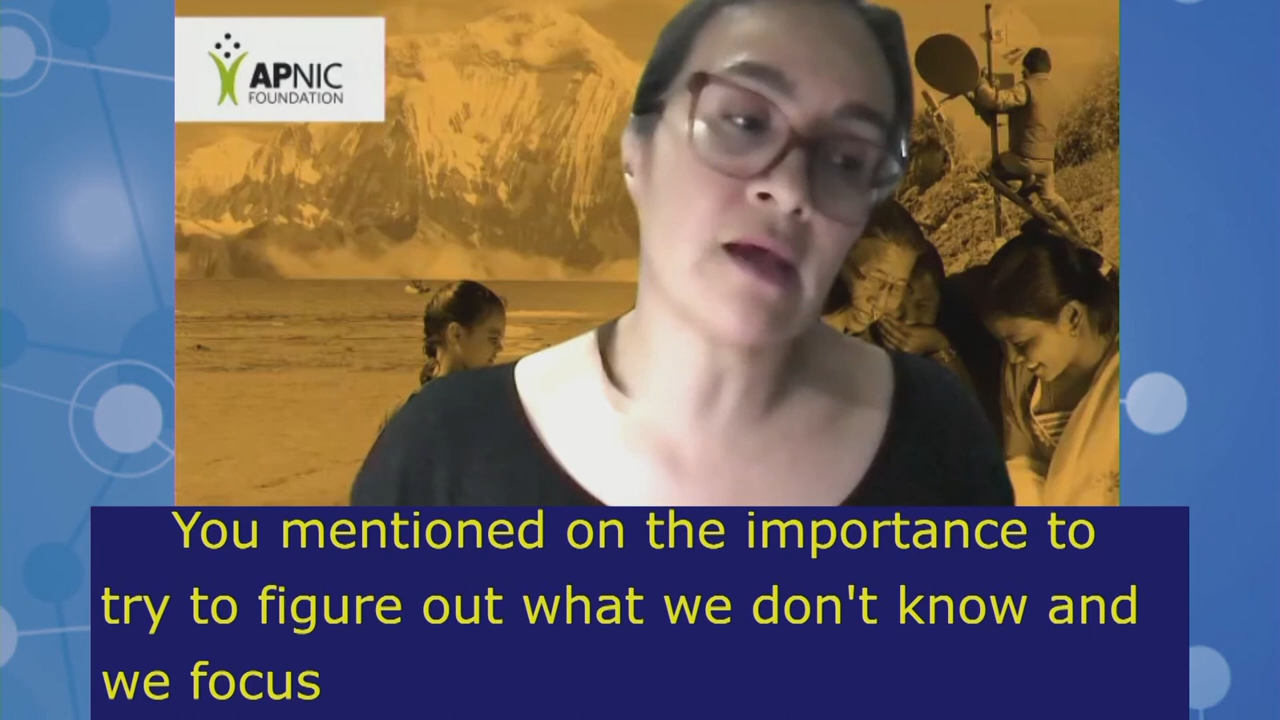 APNIC
FOUNDATION
You mentioned on the importance to
try to figure out what we don't know and
we focus